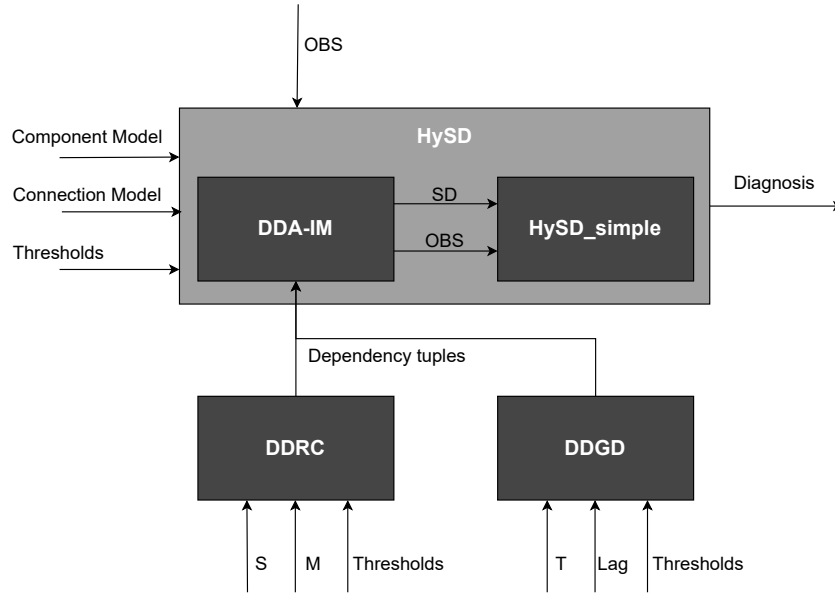 OBS
HySD
Component Model
Connection Model
Thresholds
DDA-IM
SD
OBS
HySD_simple
Diagnosis
Dependency tuples
DDRC
DDGD
S
M
Thresholds
T
Lag
Thresholds